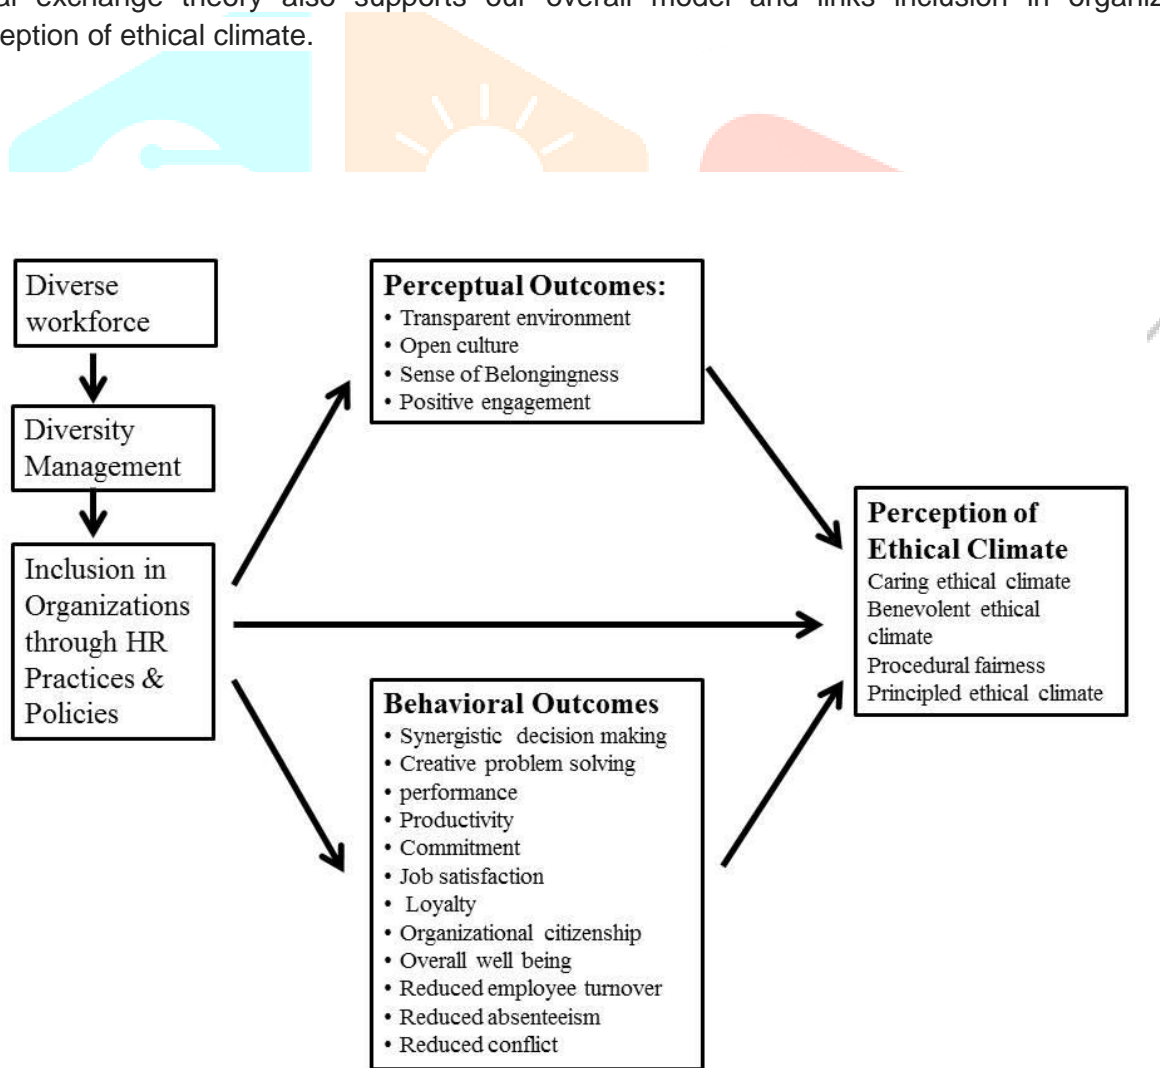 al exchange theory also supports our overall model and links inclusion in organiz
eption of ethical climate.
Diverse
workforce
Diversity
Management
Inclusion in
Organizations
through HR
Practices &
Policies
Perceptual Outcomes:
• Transparent environment
• Open culture
• Sense of Belongingness
• Positive engagement
Behavioral Outcomes
• Synergistic decision making
• Creative problem solving
• performance
• Productivity
• Commitment
• Job satisfaction
• Loyalty
• Organizational citizenship
• Overall well being
• Reduced employee turnover
• Reduced absenteeism
• Reduced conflict
Perception of
Ethical Climate
Caring ethical climate
Benevolent ethical
climate
Procedural fairness
Principled ethical climate